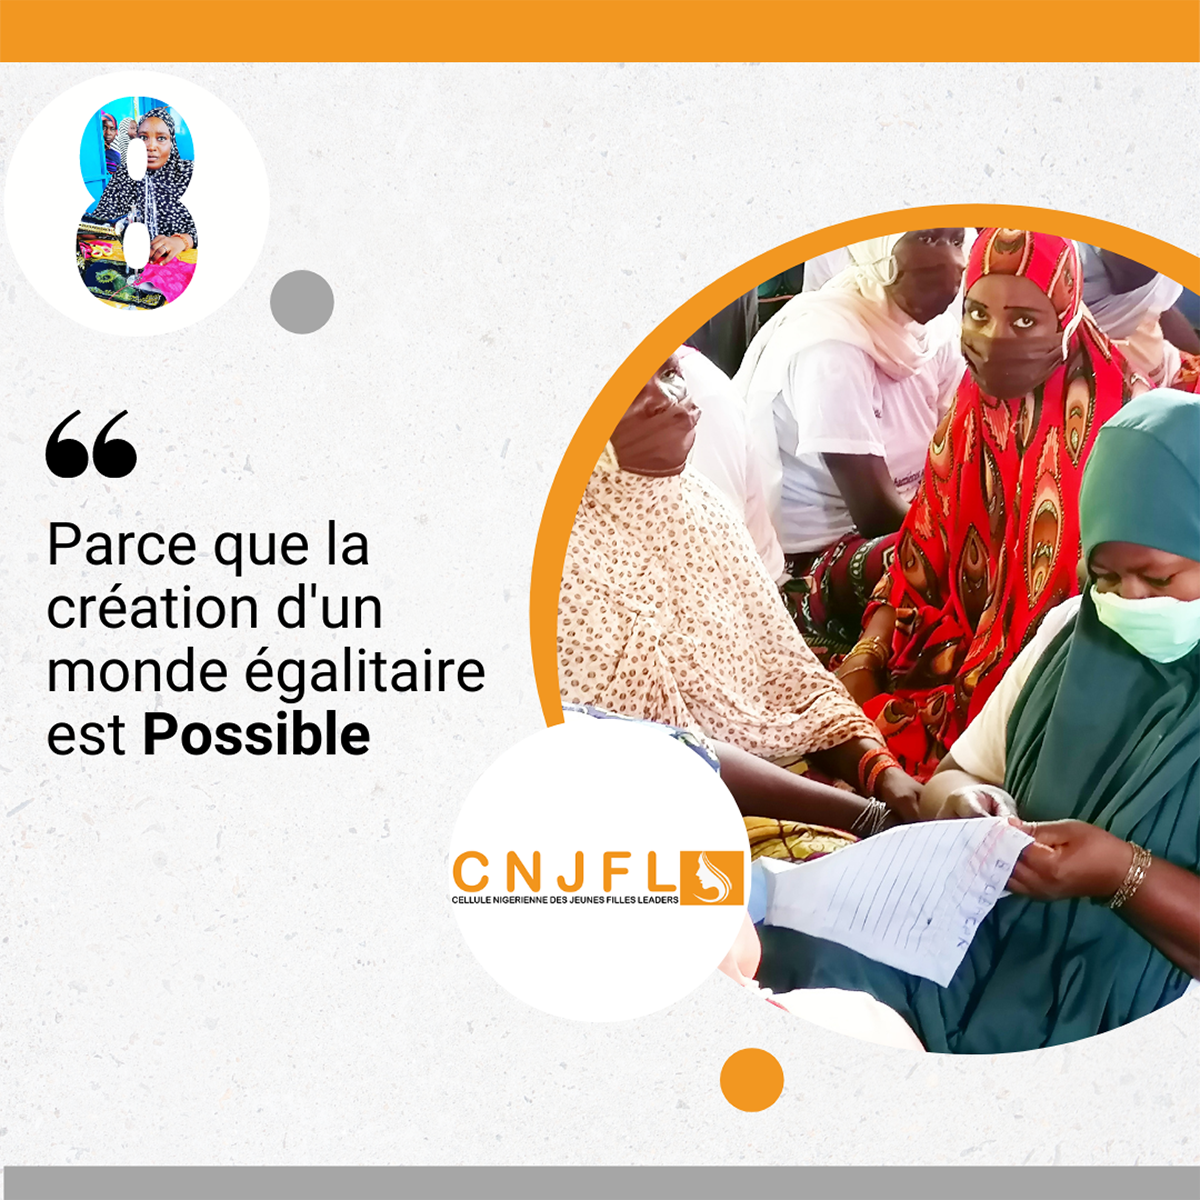 8
Parce que la
création d'un
monde égalitaire
est Possible
CNJFL
CELLULE NIGERIENNE DES JEUNES FILLES LEADERS